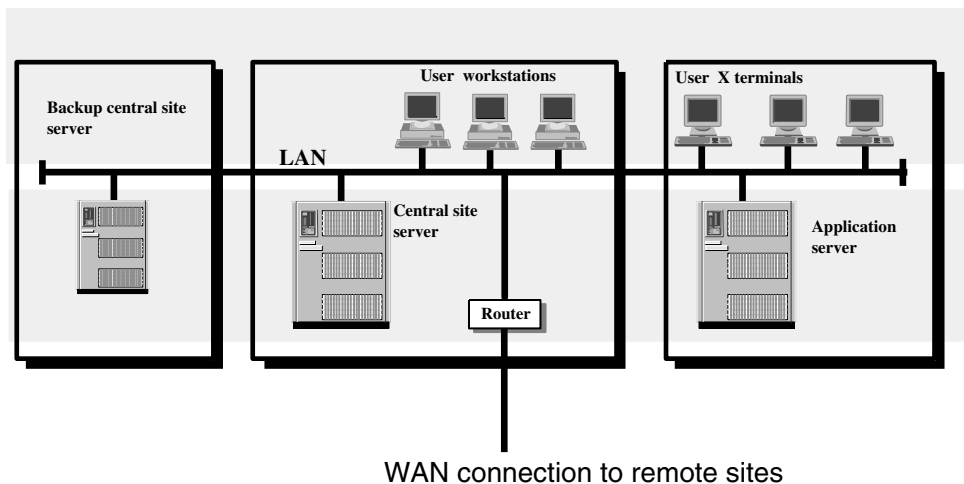 User workstations
User X terminals
Backup central site
server
LAN
Central site
server
Application
server
Router
WAN connection to remote sites